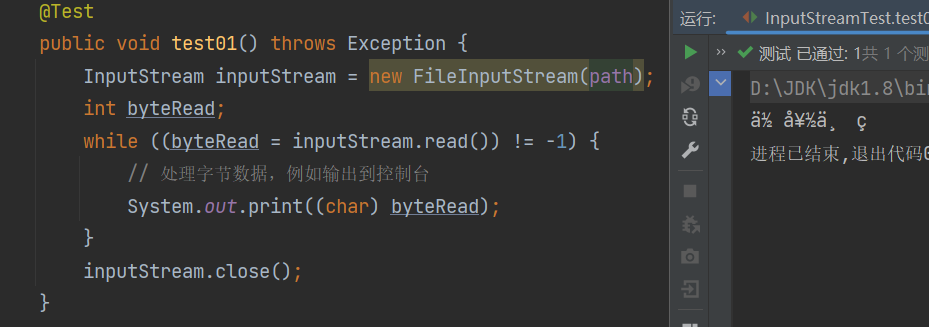 @Test
public void test01() throws Exception {
InputStream inputStream = new FileInputStream(path);
int byteRead;
while ((byteRead = inputStream.read()) != -1) {
// 处理字节数据，例如输出到控制台
System.out.print((char) byteRead);
}
inputStream.close();
}
运行:
InputStreamTest.test0
>> 测试 已通过: 1共 1 个测
D:\JDK\jdk1.8\bin
ä½ å¥½ä¸ ç
进程已结束,退出代码0